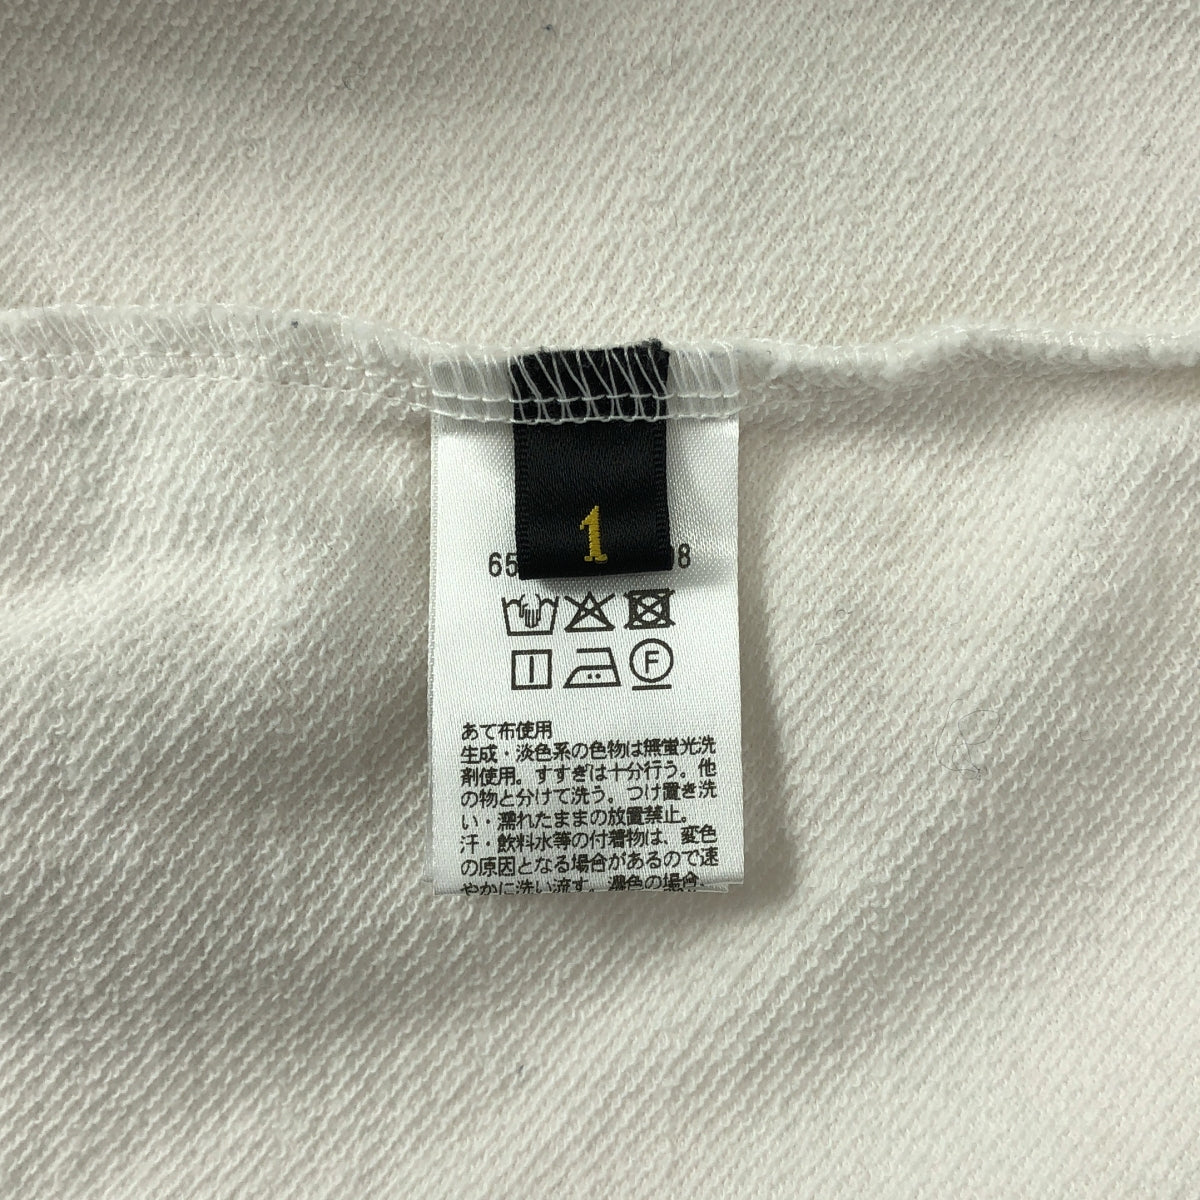 1
65 08
F
あて布使用
生成・淡色系の色物は無蛍光洗
剤使用。すすぎは十分行う。他
の物と分けて洗う。つけ置き洗
い・濡れたままの放置禁止。
汗・飲料水等の付着物は、変色
の原因となる場合があるので速
やかに洗い流す。濃色の場合、